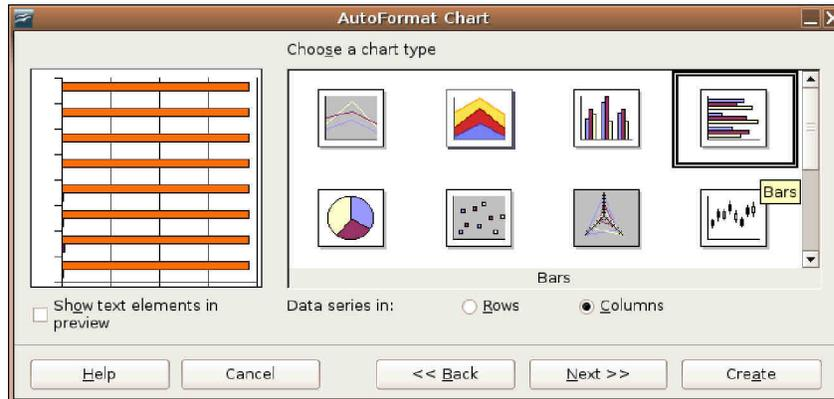 AutoFormat Chart
Choose a chart type
Bars
Bars
Show text elements in
preview
Data series in:
Rows
Columns
Help
Cancel
<< Back
Next >>
Create